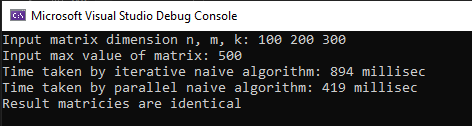 Microsoft Visual Studio Debug Console
Input matrix dimension n, m, k: 100 200 300
Input max value of matrix: 500
Time taken by iterative naive algorithm: 894 millisec
Time taken by parallel naive algorithm: 419 millisec
Result matricies are identical